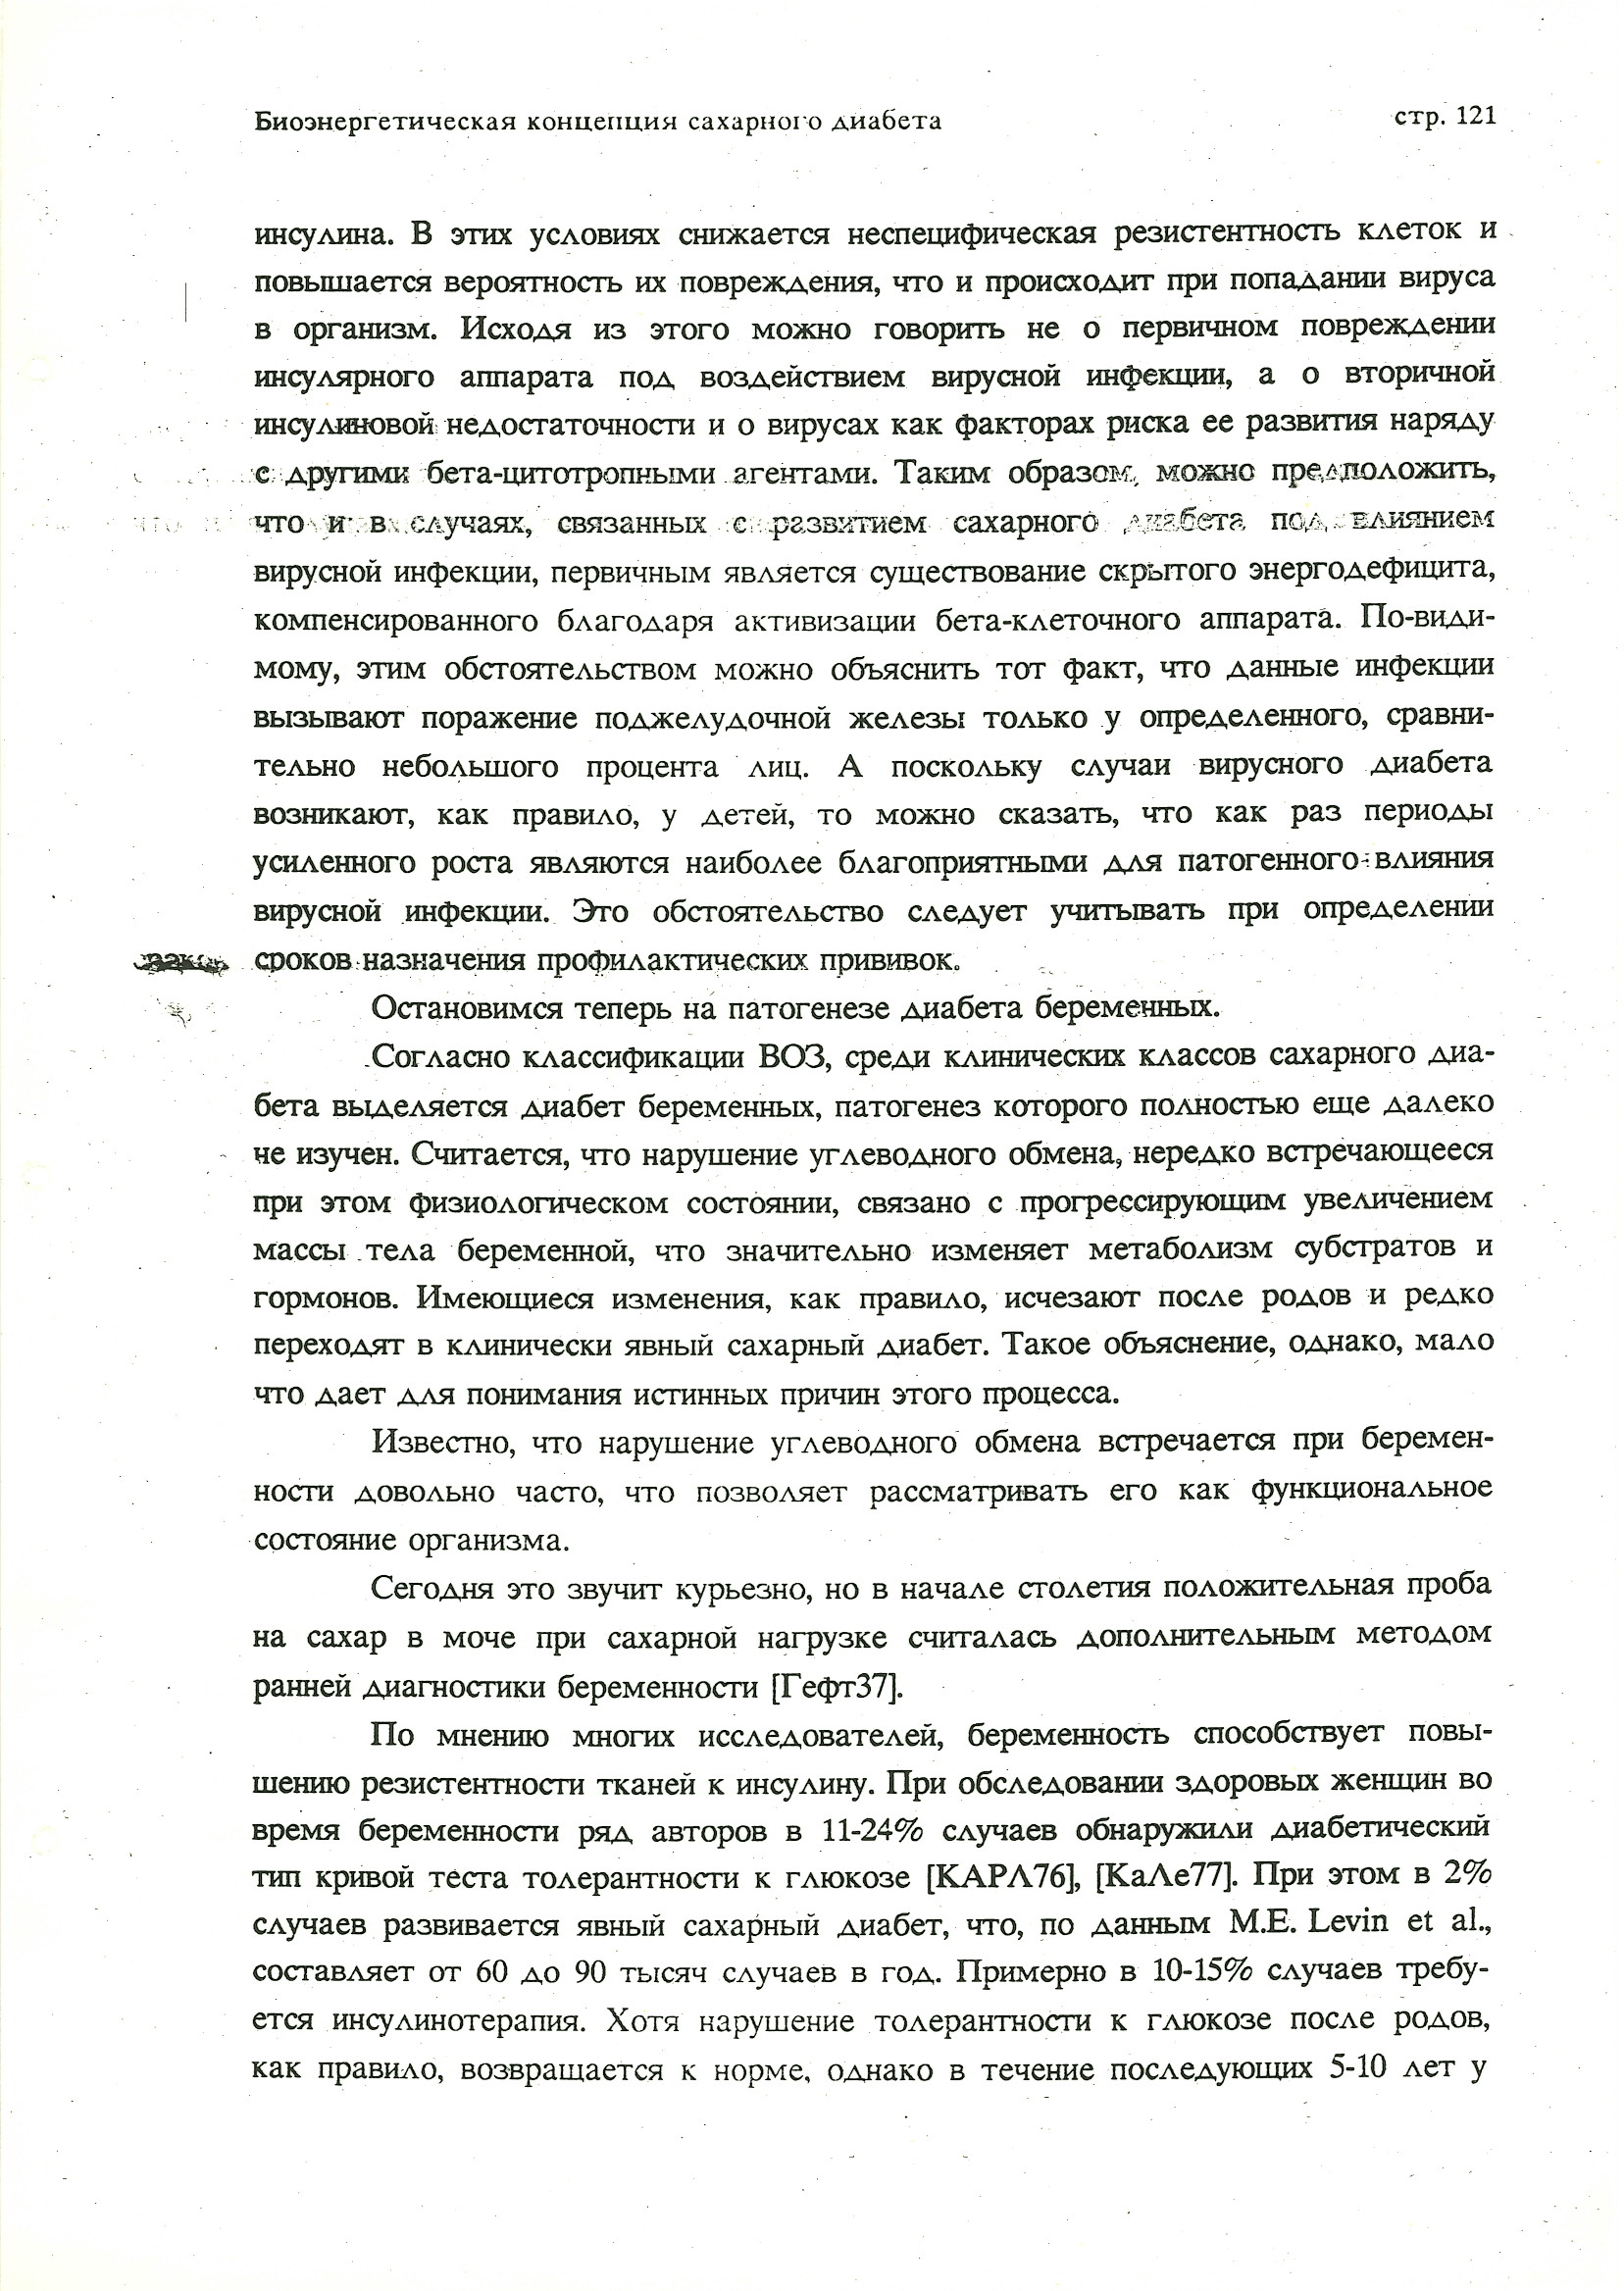 Биоэнергетическая концепция сахарного диабета стр. 121
инсулина. В этих условиях снижается неспецифическая резистентность клеток и
повышается вероятность их повреждения, что и происходит при попадании вируса
в организм. Исходя из этого можно говорить не о первичном повреждении
инсулярного аппарата под воздействием вирусной инфекции, а о вторичной
инсулиновой недостаточности и о вирусах как факторах риска ее развития наряду
с другими бета-цитотропными агентами. Таким образом, можно предположить,
что и в случаях, связанных с развитием сахарного диабета под влиянием
вирусной инфекции, первичным является существование скрытого энергодефицита,
компенсированного благодаря активизации бета-клеточного аппарата. По-види-
мому, этим обстоятельством можно объяснить тот факт, что данные инфекции
вызывают поражение поджелудочной железы только у определенного, сравни-
тельно небольшого процента лиц. А поскольку случаи вирусного диабета
возникают, как правило, у детей, то можно сказать, что как раз периоды
усиленного роста являются наиболее благоприятными для патогенного влияния
вирусной инфекции. Это обстоятельство следует учитывать при определении
сроков назначения профилактических прививок.
Остановимся теперь на патогенезе диабета беременных.
Согласно классификации ВОЗ, среди клинических классов сахарного диа-
бета выделяется диабет беременных, патогенез которого полностью еще далеко
не изучен. Считается, что нарушение углеводного обмена, нередко встречающееся
при этом физиологическом состоянии, связано с прогрессирующим увеличением
массы тела беременной, что значительно изменяет метаболизм субстратов и
гормонов. Имеющиеся изменения, как правило, исчезают после родов и редко
переходят в клинически явный сахарный диабет. Такое объяснение, однако, мало
что дает для понимания истинных причин этого процесса.
Известно, что нарушение углеводного обмена встречается при беремен-
ности довольно часто, что позволяет рассматривать его как функциональное
состояние организма.
Сегодня это звучит курьезно, но в начале столетия положительная проба
на сахар в моче при сахарной нагрузке считалась дополнительным методом
ранней диагностики беременности [Гефт37].
По мнению многих исследователей, беременность способствует повы-
шению резистентности тканей к инсулину. При обследовании здоровых женщин во
время беременности ряд авторов в 11-24% случаев обнаружили диабетический
тип кривой теста толерантности к глюкозе [КАРЛ76], [КаЛе77]. При этом в 2%
случаев развивается явный сахарный диабет, что, по данным M.E. Levin et al.,
составляет от 60 до 90 тысяч случаев в год. Примерно в 10-15% случаев требу-
ется инсулинотерапия. Хотя нарушение толерантности к глюкозе после родов,
как правило, возвращается к норме, однако в течение последующих 5-10 лет у